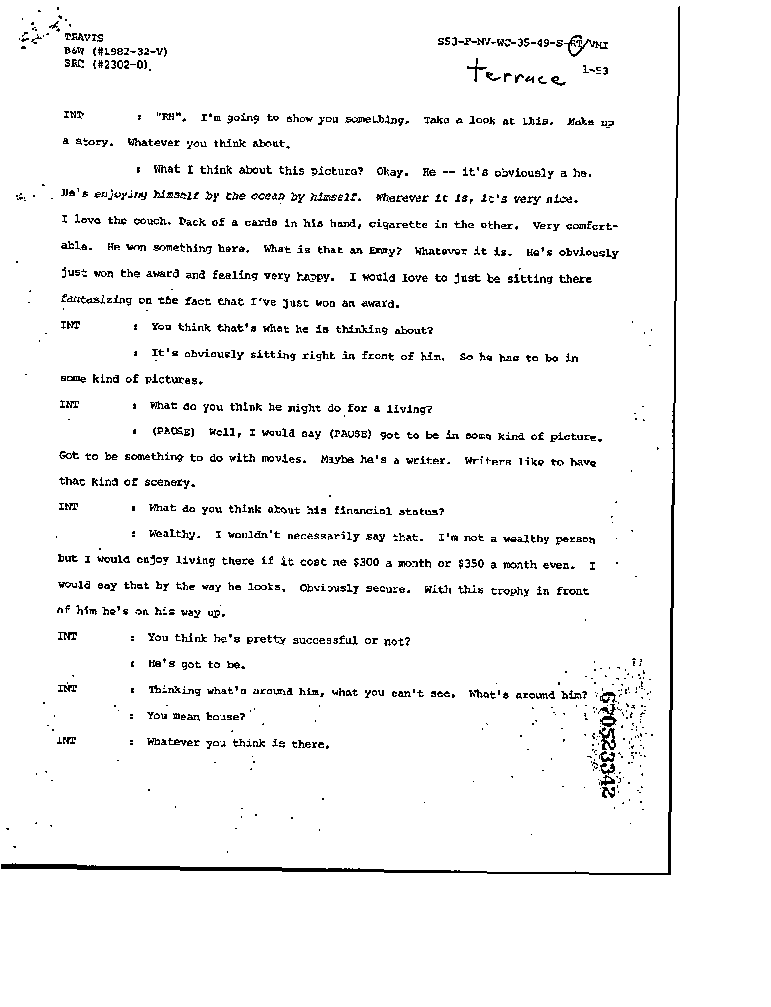 TRAVIS
B&W (#1982-32-V)
SRC (#2302-0)
S53-F-NV-WC-35-49-S-RT/VMI
1-53
terrace
INT : "RH". I'm going to show you something. Take a look at this. Make up
a story. Whatever you think about.
: What I think about this picture? Okay. He -- it's obviously a he.
He's enjoying himself by the ocean by himself. Wherever it is, it's very nice.
I love the couch. Pack of a cards in his hand, cigarette in the other. Very comfort-
able. He won something here. What is that an Emmy? Whatever it is. He's obviously
just won the award and feeling very happy. I would love to just be sitting there
fantasizing on the fact that I've just won an award.
INT : You think that's what he is thinking about?
: It's obviously sitting right in front of him. So he has to be in
some kind of pictures.
INT : What do you think he might do for a living?
: (PAUSE) Well, I would say (PAUSE) got to be in some kind of picture.
Got to be something to do with movies. Maybe he's a writer. Writers like to have
that kind of scenery.
INT : What do you think about his financial status?
: Wealthy. I wouldn't necessarily say that. I'm not a wealthy person
but I would enjoy living there if it cost me $300 a month or $350 a month even. I
would say that by the way he looks. Obviously secure. With this trophy in front
of him he's on his way up.
INT : You think he's pretty successful or not?
: He's got to be.
INT : Thinking what's around him, what you can't see. What's around him?
: You mean house?
INT : Whatever you think is there.
670523342